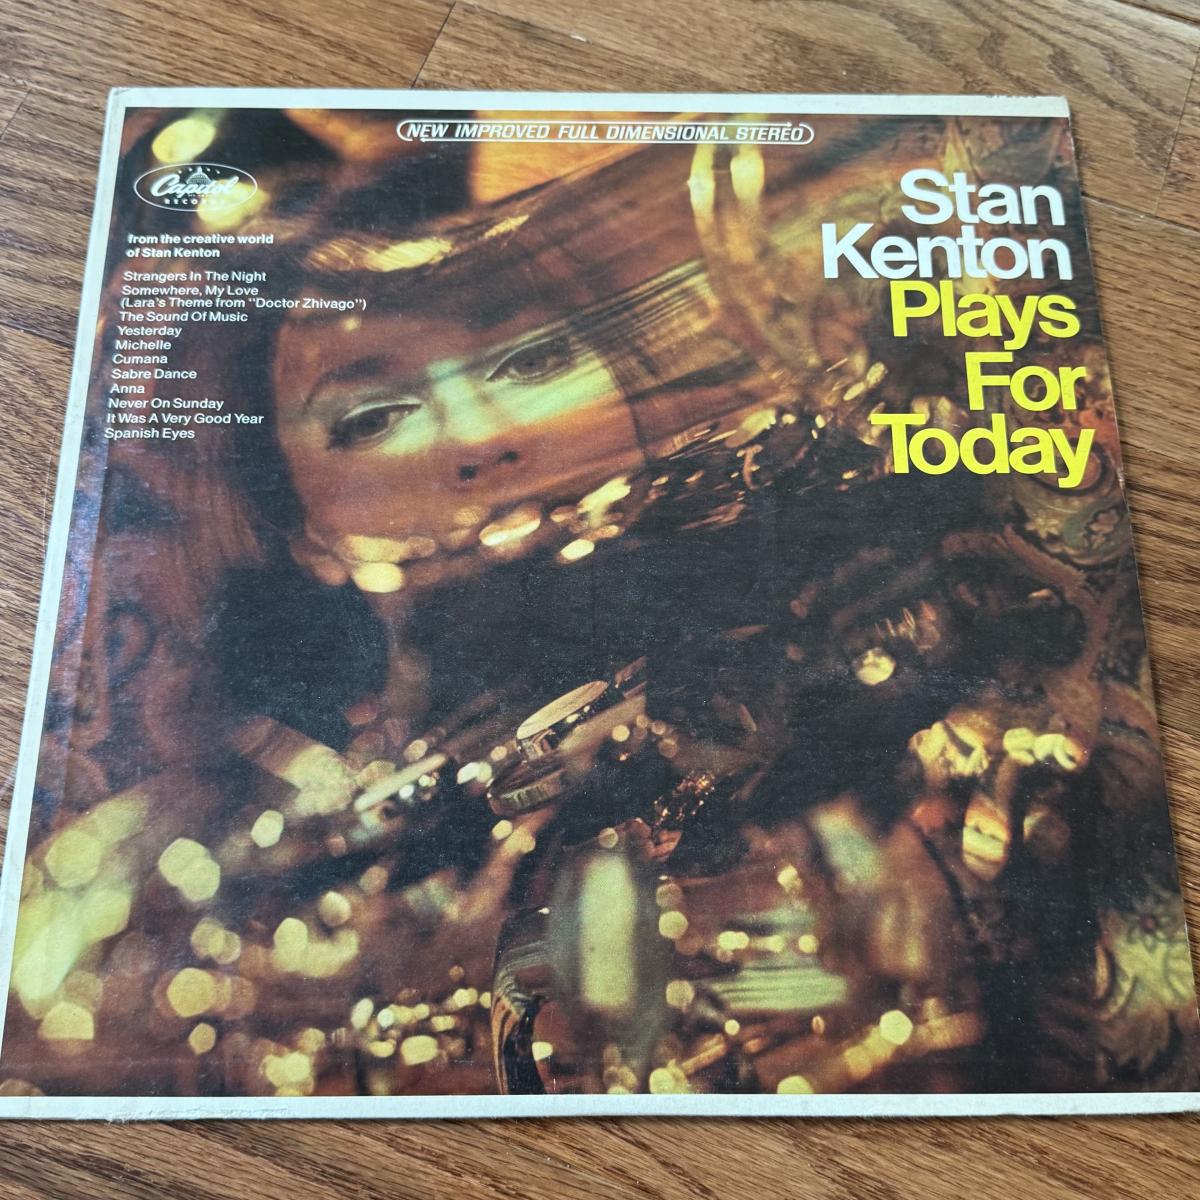 NEW IMPROVED FULL DIMENSIONAL STEREO
Capitol
RECORDS
from the creative world
of Stan Kenton
Strangers In The Night
Somewhere, My Love
(Lara's Theme from "Doctor Zhivago")
The Sound Of Music
Yesterday
Michelle
Cumana
Sabre Dance
Anna
Never On Sunday
It Was A Very Good Year
Spanish Eyes
Stan
Kenton
Plays
For
Today